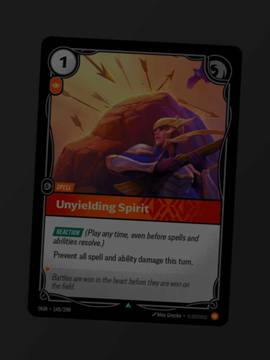 1
SPELL
Unyielding Spirit
REACTION (Play any time, even before spells and
abilities resolve.)
Prevent all spell and ability damage this turn.
Battles are won in the heart before they are won on
the field.